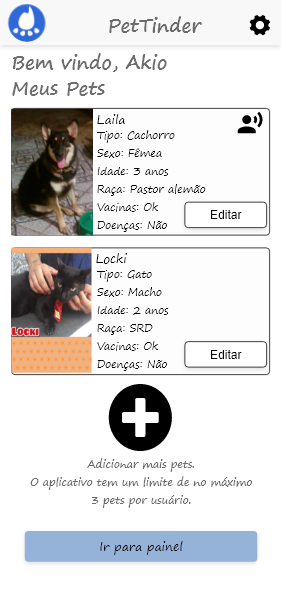 PetTinder
Bem vindo, Akio
Meus Pets
Laila
Tipo: Cachorro
Sexo: Fêmea
Idade: 3 anos
Raça: Pastor alemão
Vacinas: Ok
Doenças: Não
Editar
Locki
Tipo: Gato
Sexo: Macho
Idade: 2 anos
Raça: SRD
Vacinas: Ok
Doenças: Não
Editar
Locki
Adicionar mais pets.
O aplicativo tem um limite de no máximo
3 pets por usuário.
Ir para painel